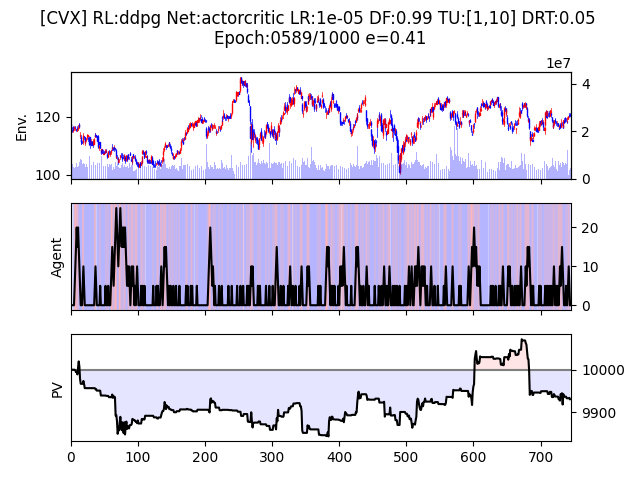 [CVX] RL:ddpg Net:actorcritic LR:1e-05 DF:0.99 TU:[1,10] DRT:0.05
Epoch:0589/1000 e=0.41
1e7
Env.
120
100
4
2
0
Agent
20
10
0
PV
10000
9900
0 100 200 300 400 500 600 700